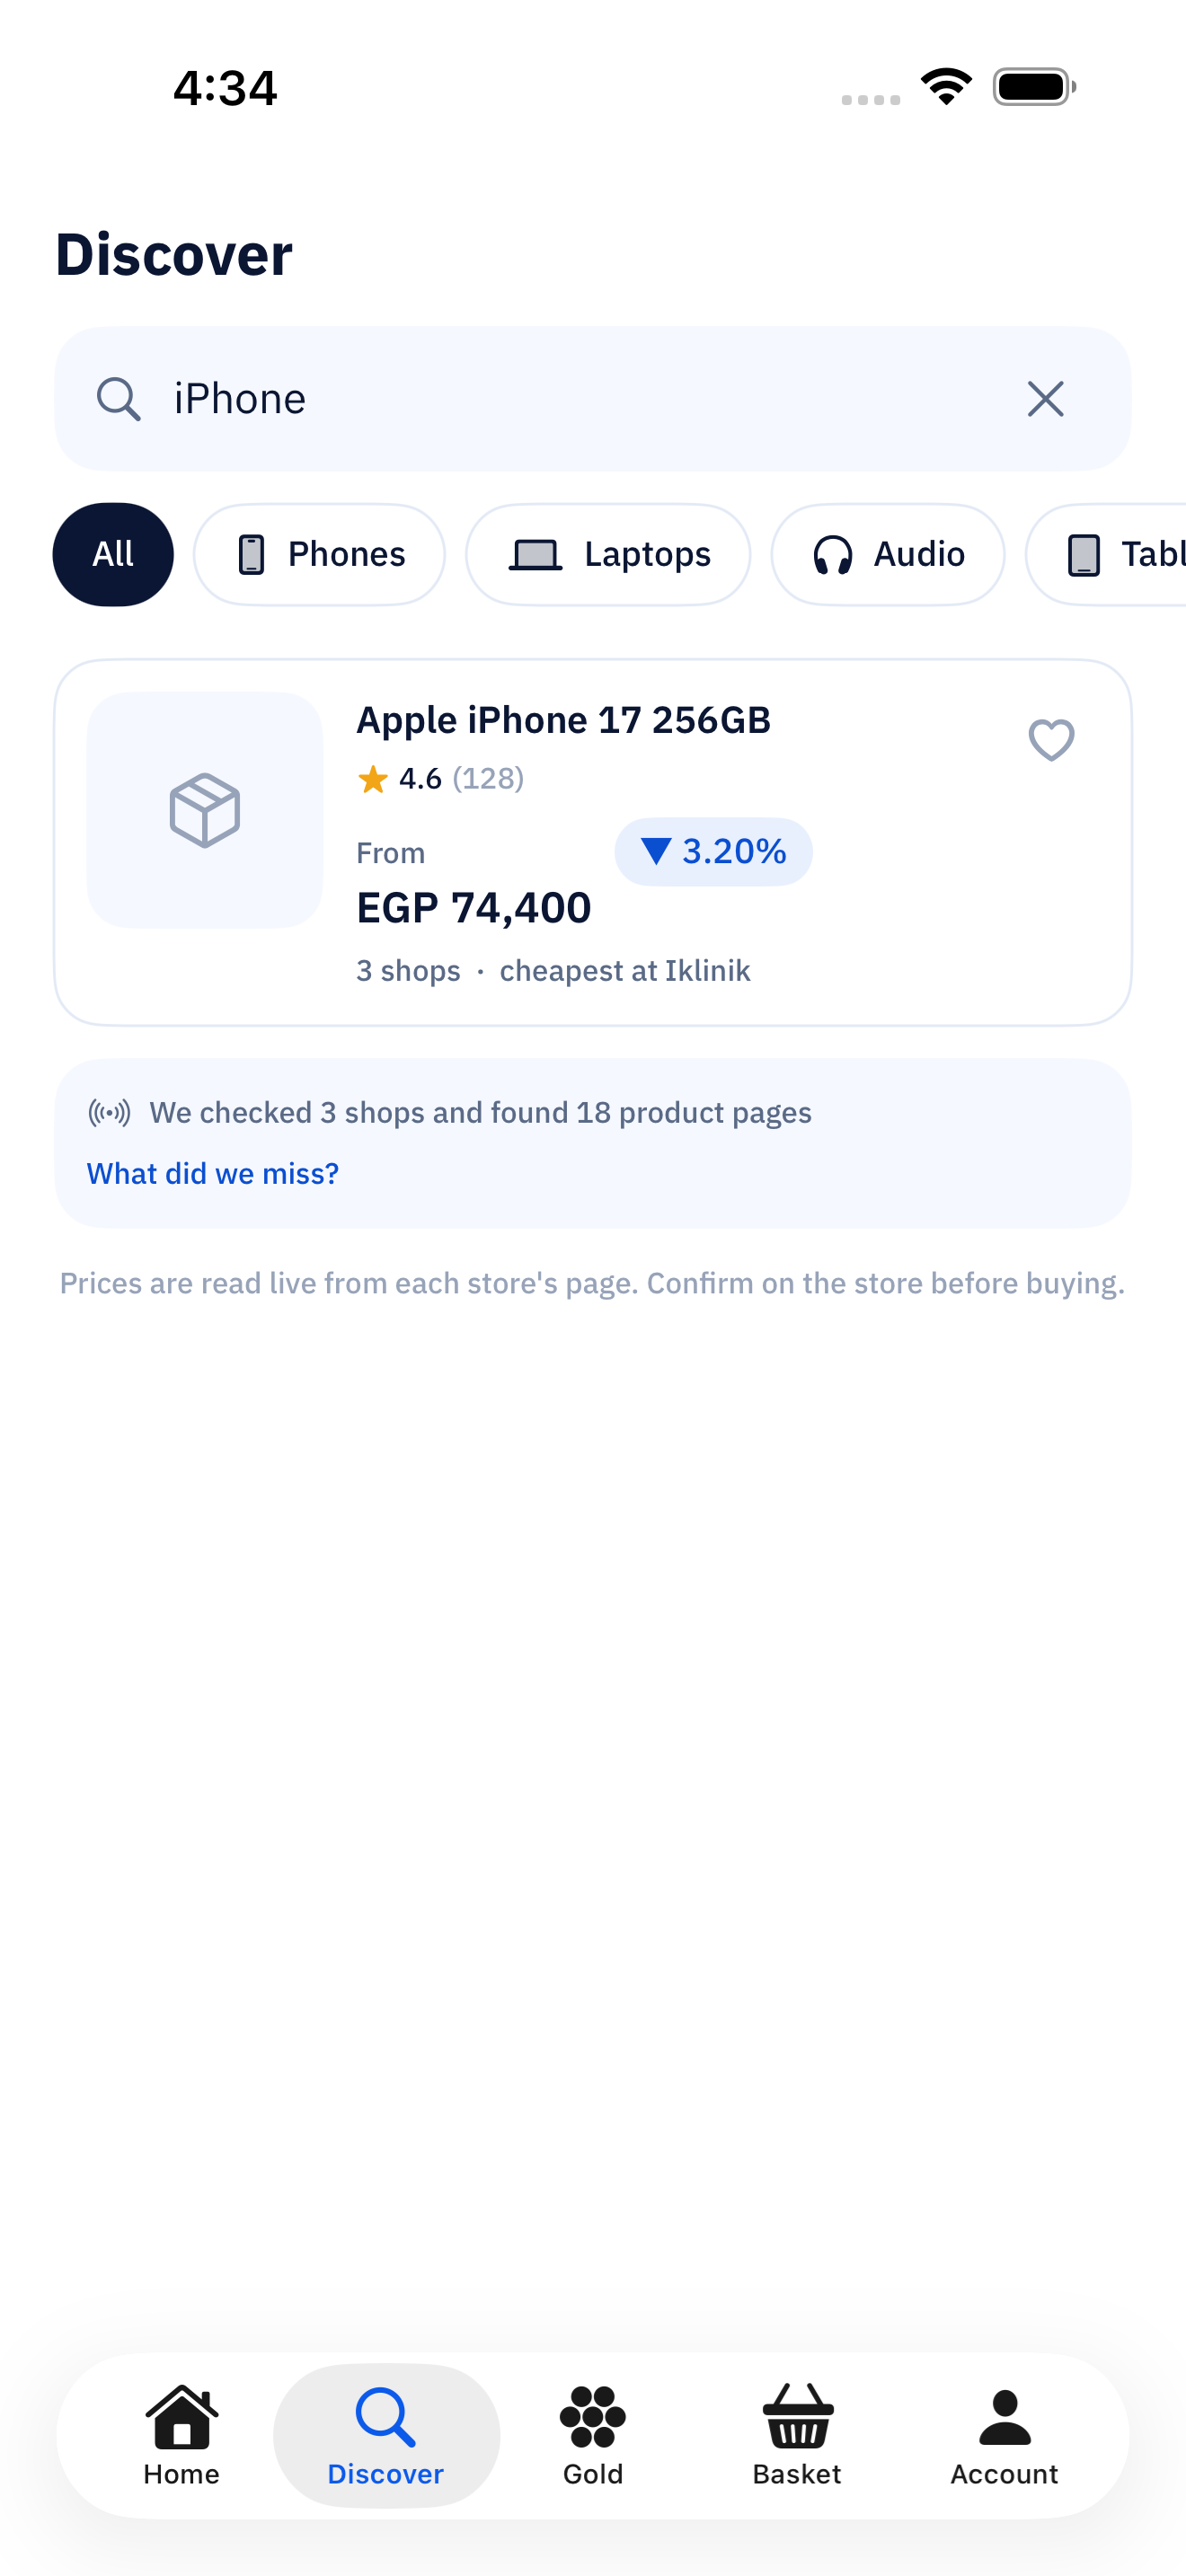 4:34
Discover
iPhone
All Phones Laptops Audio Tabl
Apple iPhone 17 256GB
4.6 (128)
From ▼ 3.20%
EGP 74,400
3 shops · cheapest at Iklinik
We checked 3 shops and found 18 product pages
What did we miss?
Prices are read live from each store's page. Confirm on the store before buying.
Home Discover Gold Basket Account